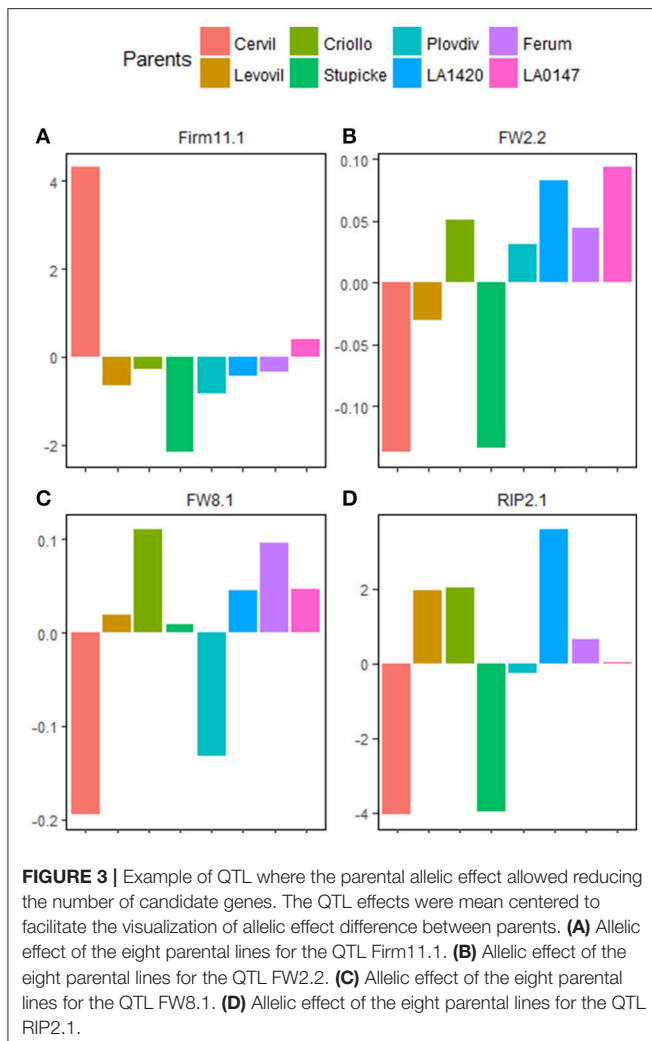 Parents
Cervil Criollo Plovdiv Ferum
Levovil Stupicke LA1420 LA0147
A Firm11.1
4
2
0
-2
B FW2.2
0.10
0.05
0.00
-0.05
-0.10
C FW8.1
0.1
0.0
-0.1
-0.2
D RIP2.1
2
0
-2
-4
FIGURE 3 | Example of QTL where the parental allelic effect allowed reducing
the number of candidate genes. The QTL effects were mean centered to
facilitate the visualization of allelic effect difference between parents. (A) Allelic
effect of the eight parental lines for the QTL Firm11.1. (B) Allelic effect of the
eight parental lines for the QTL FW2.2. (C) Allelic effect of the eight parental
lines for the QTL FW8.1. (D) Allelic effect of the eight parental lines for the QTL
RIP2.1.